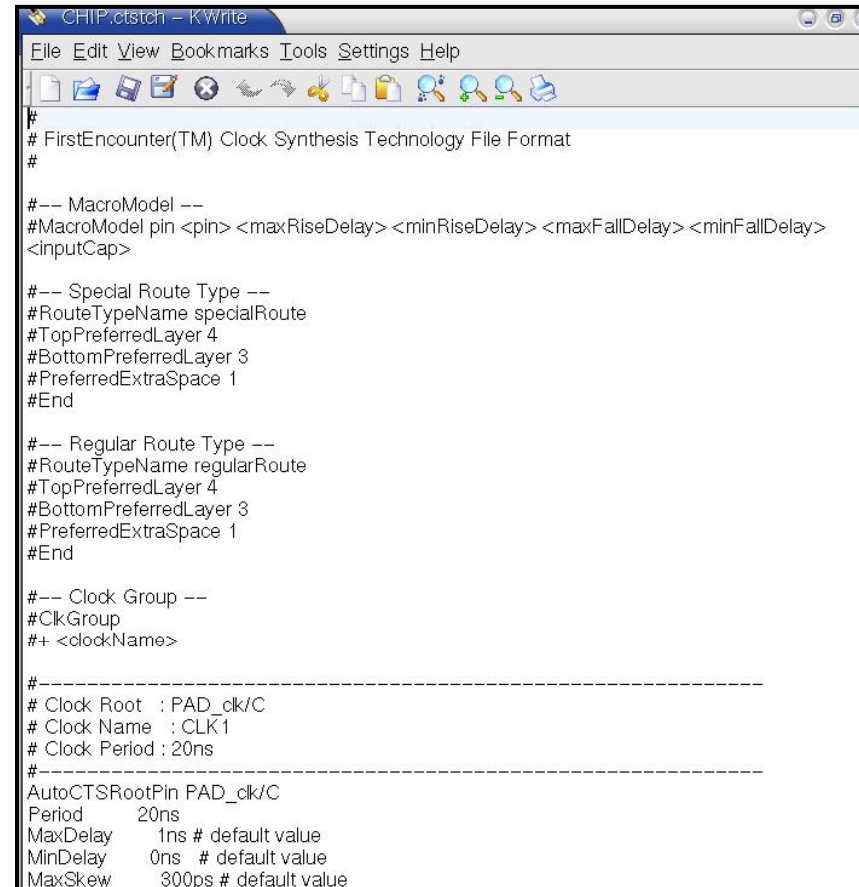 CHIP.ctstch – KWrite
File Edit View Bookmarks Tools Settings Help
#
# FirstEncounter(TM) Clock Synthesis Technology File Format
#
#-- MacroModel --
#MacroModel pin <pin> <maxRiseDelay> <minRiseDelay> <maxFallDelay> <minFallDelay>
<inputCap>
#-- Special Route Type --
#RouteTypeName specialRoute
#TopPreferredLayer 4
#BottomPreferredLayer 3
#PreferredExtraSpace 1
#End
#-- Regular Route Type --
#RouteTypeName regularRoute
#TopPreferredLayer 4
#BottomPreferredLayer 3
#PreferredExtraSpace 1
#End
#-- Clock Group --
#ClkGroup
#+ <clockName>
#------------------------------------------------------------
# Clock Root : PAD_clk/C
# Clock Name : CLK1
# Clock Period : 20ns
#------------------------------------------------------------
AutoCTSRootPin PAD_clk/C
Period 20ns
MaxDelay 1ns # default value
MinDelay 0ns # default value
MaxSkew 300ps # default value